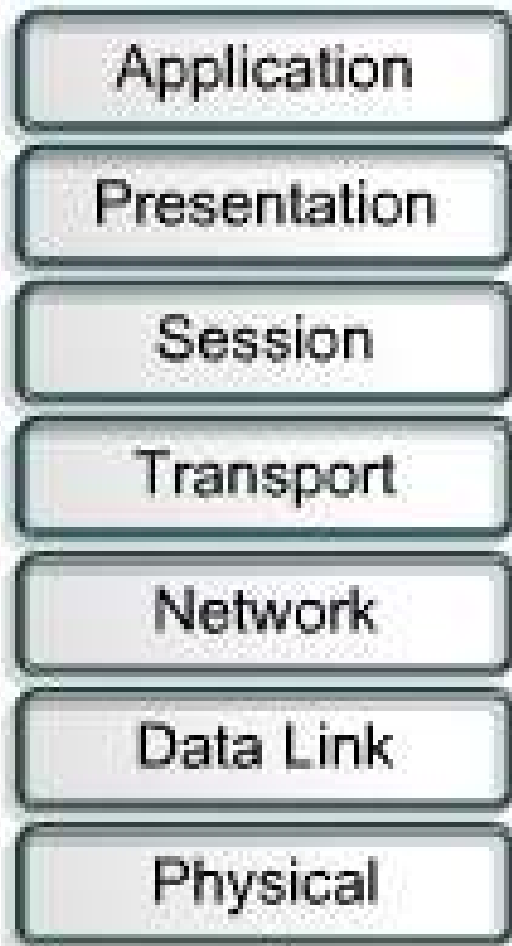 Application
Presentation
Session
Transport
Network
Data Link
Physical